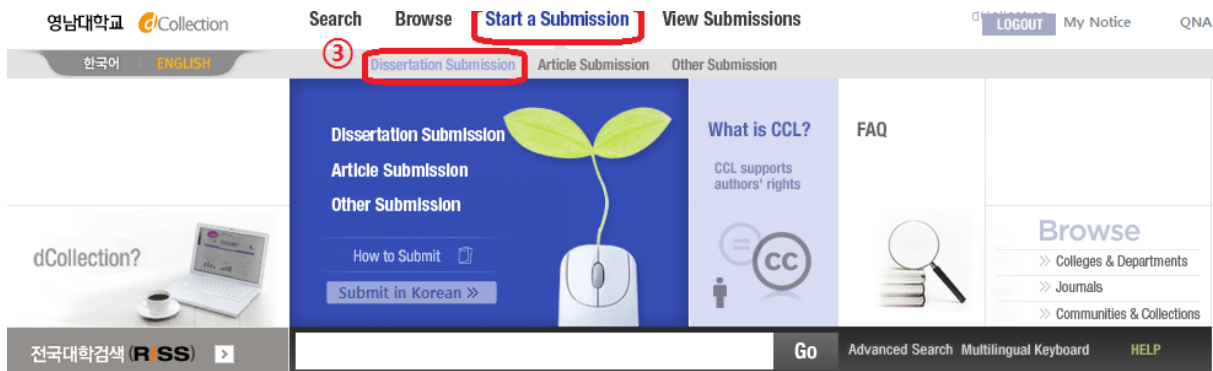 영남대학교 dCollection
Search Browse Start a Submission View Submissions
LOGOUT My Notice QNA
한국어 ENGLISH
③
Dissertation Submission Article Submission Other Submission
Dissertation Submission
Article Submission
Other Submission
How to Submit
Submit in Korean »
What is CCL?
CCL supports
authors' rights
= cc
FAQ
dCollection?
Browse
» Colleges & Departments
» Journals
» Communities & Collections
전국대학검색 (RISS)
Go
Advanced Search Multilingual Keyboard HELP